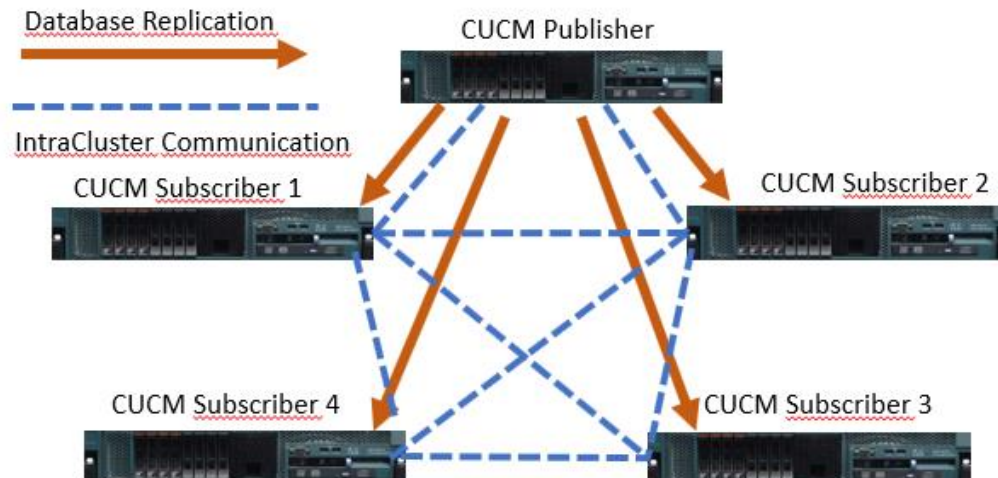 Database Replication
CUCM Publisher
IntraCluster Communication
CUCM Subscriber 1
CUCM Subscriber 2
CUCM Subscriber 4
CUCM Subscriber 3